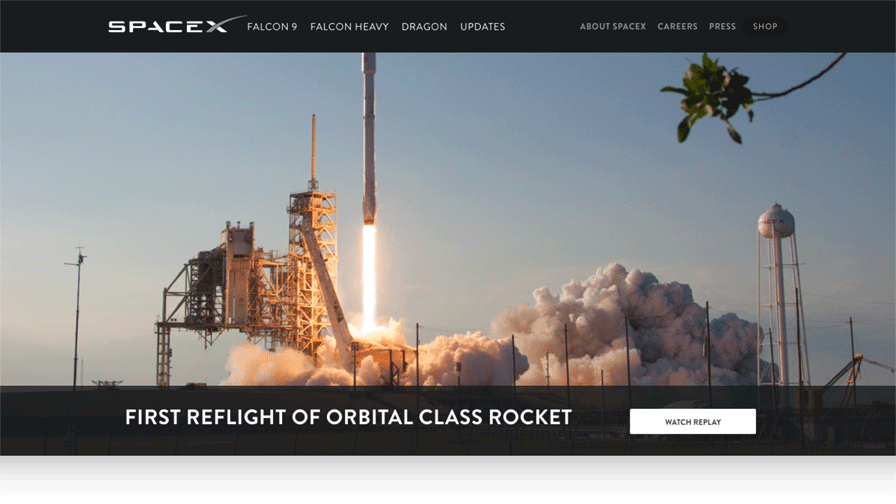 SPACEX
FALCON 9 FALCON HEAVY DRAGON UPDATES
ABOUT SPACEX CAREERS PRESS SHOP
FIRST REFLIGHT OF ORBITAL CLASS ROCKET
WATCH REPLAY